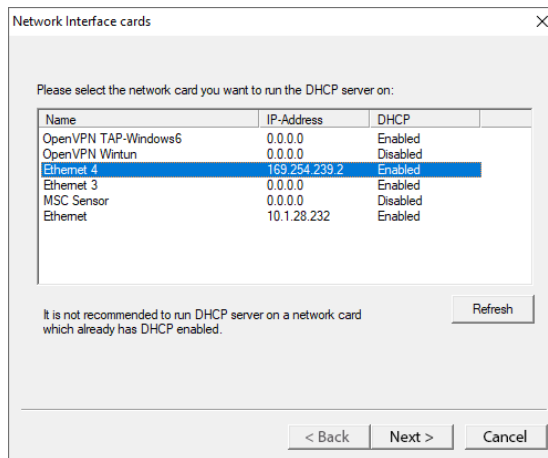 Network Interface cards
Please select the network card you want to run the DHCP server on:
Name IP-Address DHCP
OpenVPN TAP-Windows6 0.0.0.0 Enabled
OpenVPN Wintun 0.0.0.0 Disabled
Ethernet 4 169.254.239.2 Enabled
Ethernet 3 0.0.0.0 Enabled
MSC Sensor 0.0.0.0 Disabled
Ethernet 10.1.28.232 Enabled
It is not recommended to run DHCP server on a network card
which already has DHCP enabled.
Refresh
< Back Next > Cancel